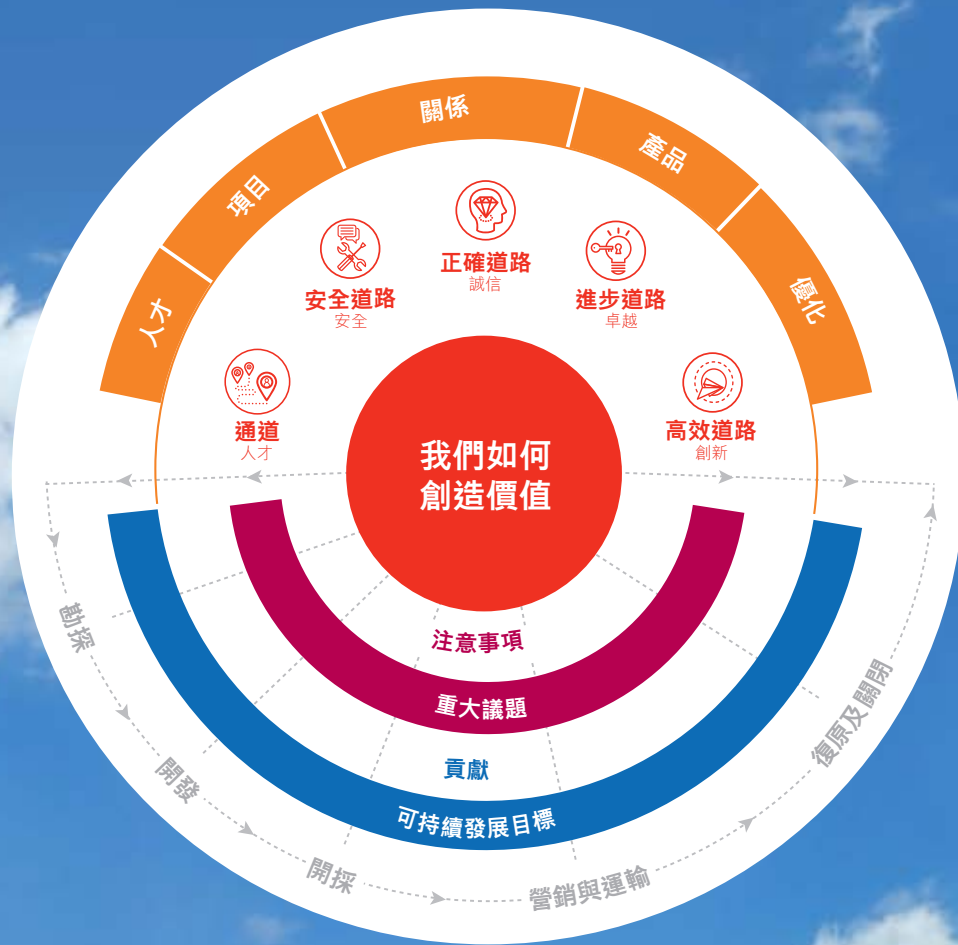 人才
項目
關係
產品
優化
通道
人才
安全道路
安全
正確道路
誠信
進步道路
卓越
高效道路
創新
我們如何
創造價值
注意事項
重大議題
貢獻
可持續發展目標
勘探
開發
開採
營銷與運輸
復原及關閉